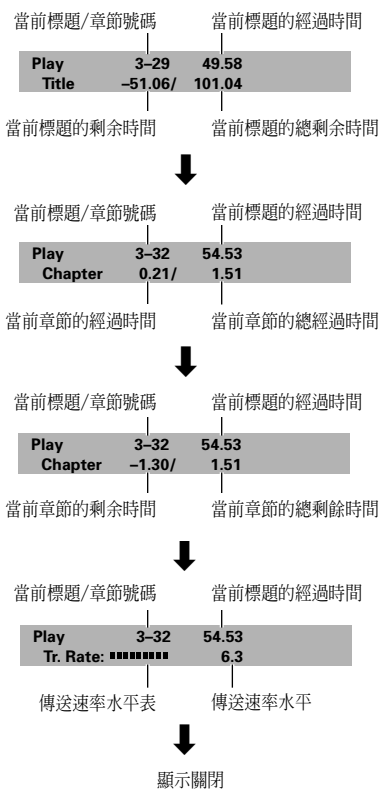 當前標題/章節號碼 當前標題的經過時間
Play 3–29 49.58
Title –51.06/ 101.04
當前標題的剩余時間 當前標題的總剩余時間
當前標題/章節號碼 當前標題的經過時間
Play 3–32 54.53
Chapter 0.21/ 1.51
當前章節的經過時間 當前章節的總經過時間
當前標題/章節號碼 當前標題的經過時間
Play 3–32 54.53
Chapter –1.30/ 1.51
當前章節的剩余時間 當前章節的總剩餘時間
當前標題/章節號碼 當前標題的經過時間
Play 3–32 54.53
Tr. Rate: 6.3
傳送速率水平表 傳送速率水平
顯示關閉